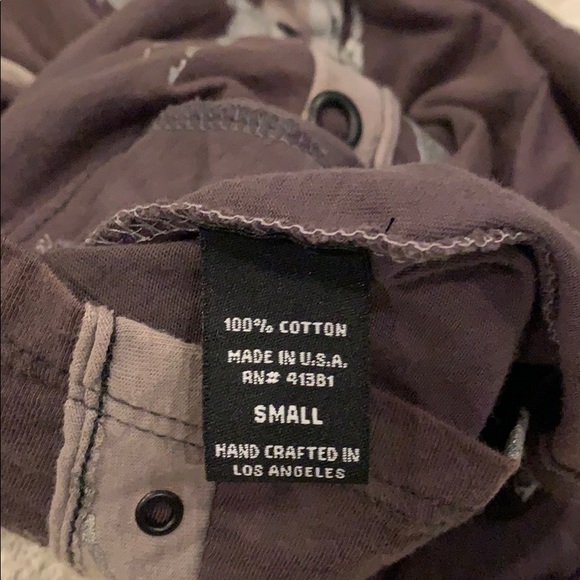 100% COTTON
MADE IN U.S.A.
RN# 41381
SMALL
HAND CRAFTED IN
LOS ANGELES